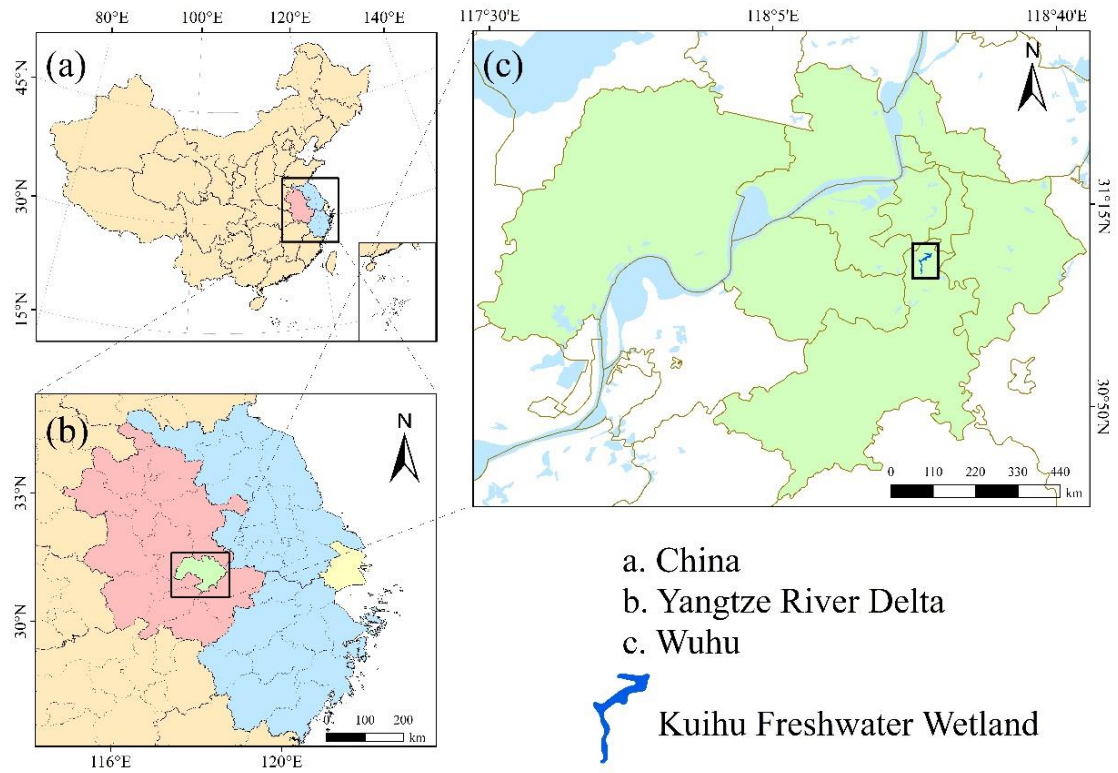 80°E 100°E 120°E 140°E
(a)
45°N
30°N
15°N
117°30'E 118°5'E 118°40'E
(c)
N
31°15'N
30°50'N
0 110 220 330 440
km
(b)
N
33°N
30°N
0 100 200
km
116°E 120°E
a. China
b. Yangtze River Delta
c. Wuhu
Kuihu Freshwater Wetland